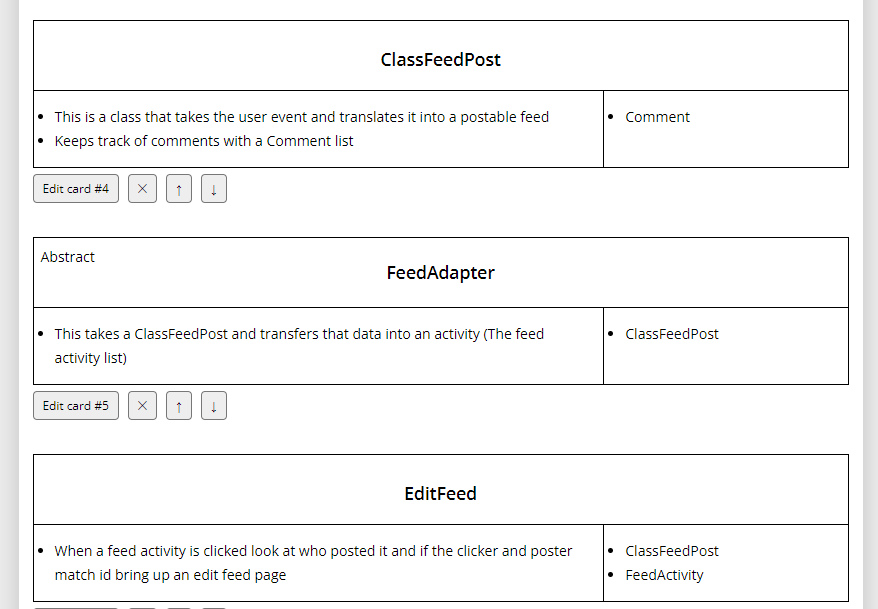 ClassFeedPost
This is a class that takes the user event and translates it into a postable feed
Keeps track of comments with a Comment list
Comment
Edit card #4 × ↑ ↓
Abstract
FeedAdapter
This takes a ClassFeedPost and transfers that data into an activity (The feed
activity list)
ClassFeedPost
Edit card #5 × ↑ ↓
EditFeed
When a feed activity is clicked look at who posted it and if the clicker and poster
match id bring up an edit feed page
ClassFeedPost
FeedActivity